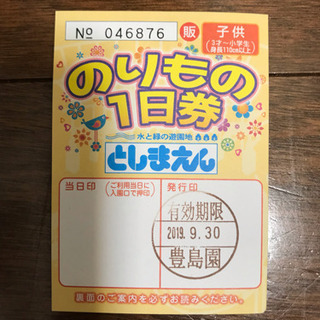 No 046876
販
子供
(3才~小学生
身長110cm以上)
のりもの
1日券
水と緑の遊園地
としまえん
当日印
(ご利用当日に
入園口で押印)
発行印
有効期限
2019.9.30
豊島園
裏面のご案内を必ずお読みください。